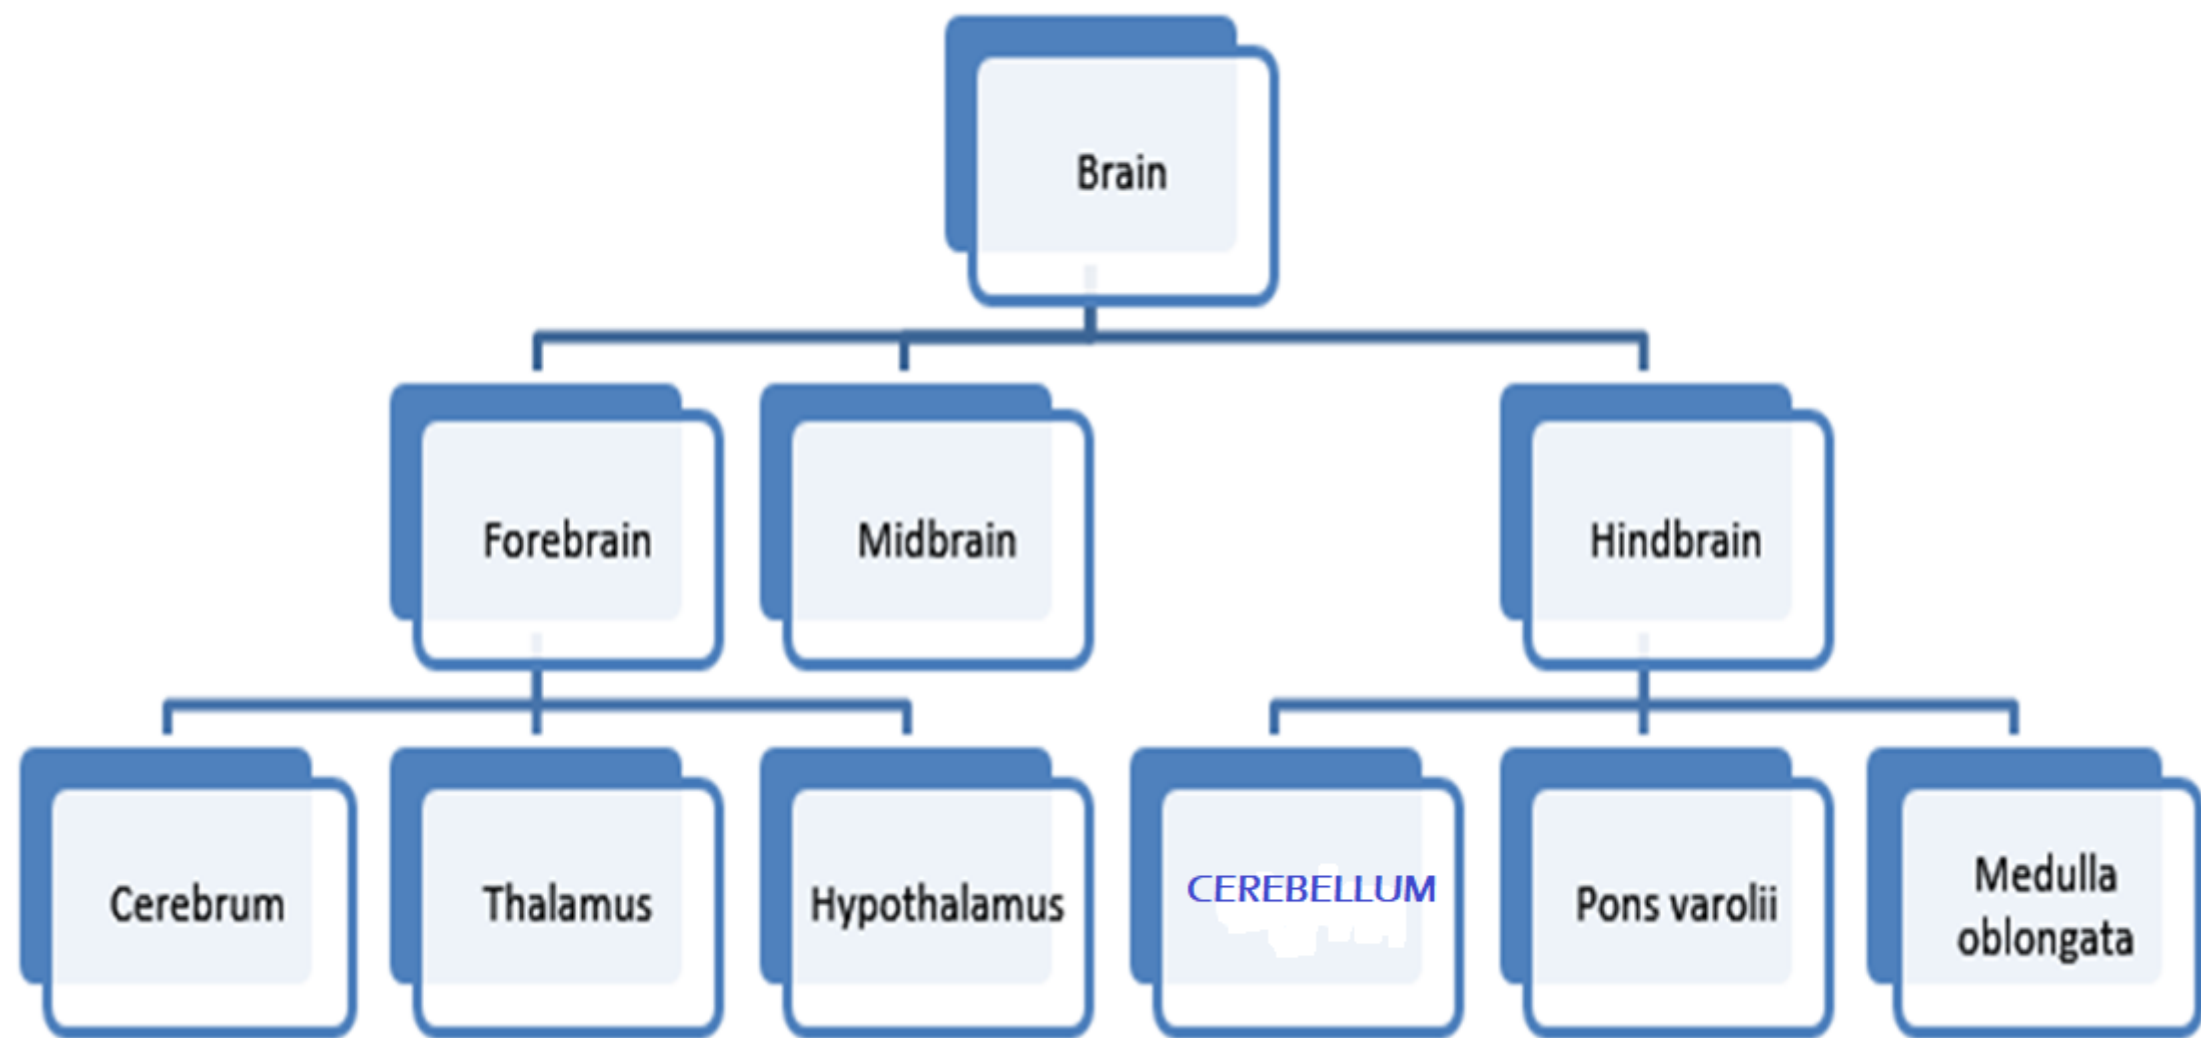 Brain
Forebrain
Midbrain
Hindbrain
Cerebrum
Thalamus
Hypothalamus
CEREBELLUM
Pons varolii
Medulla
oblongata